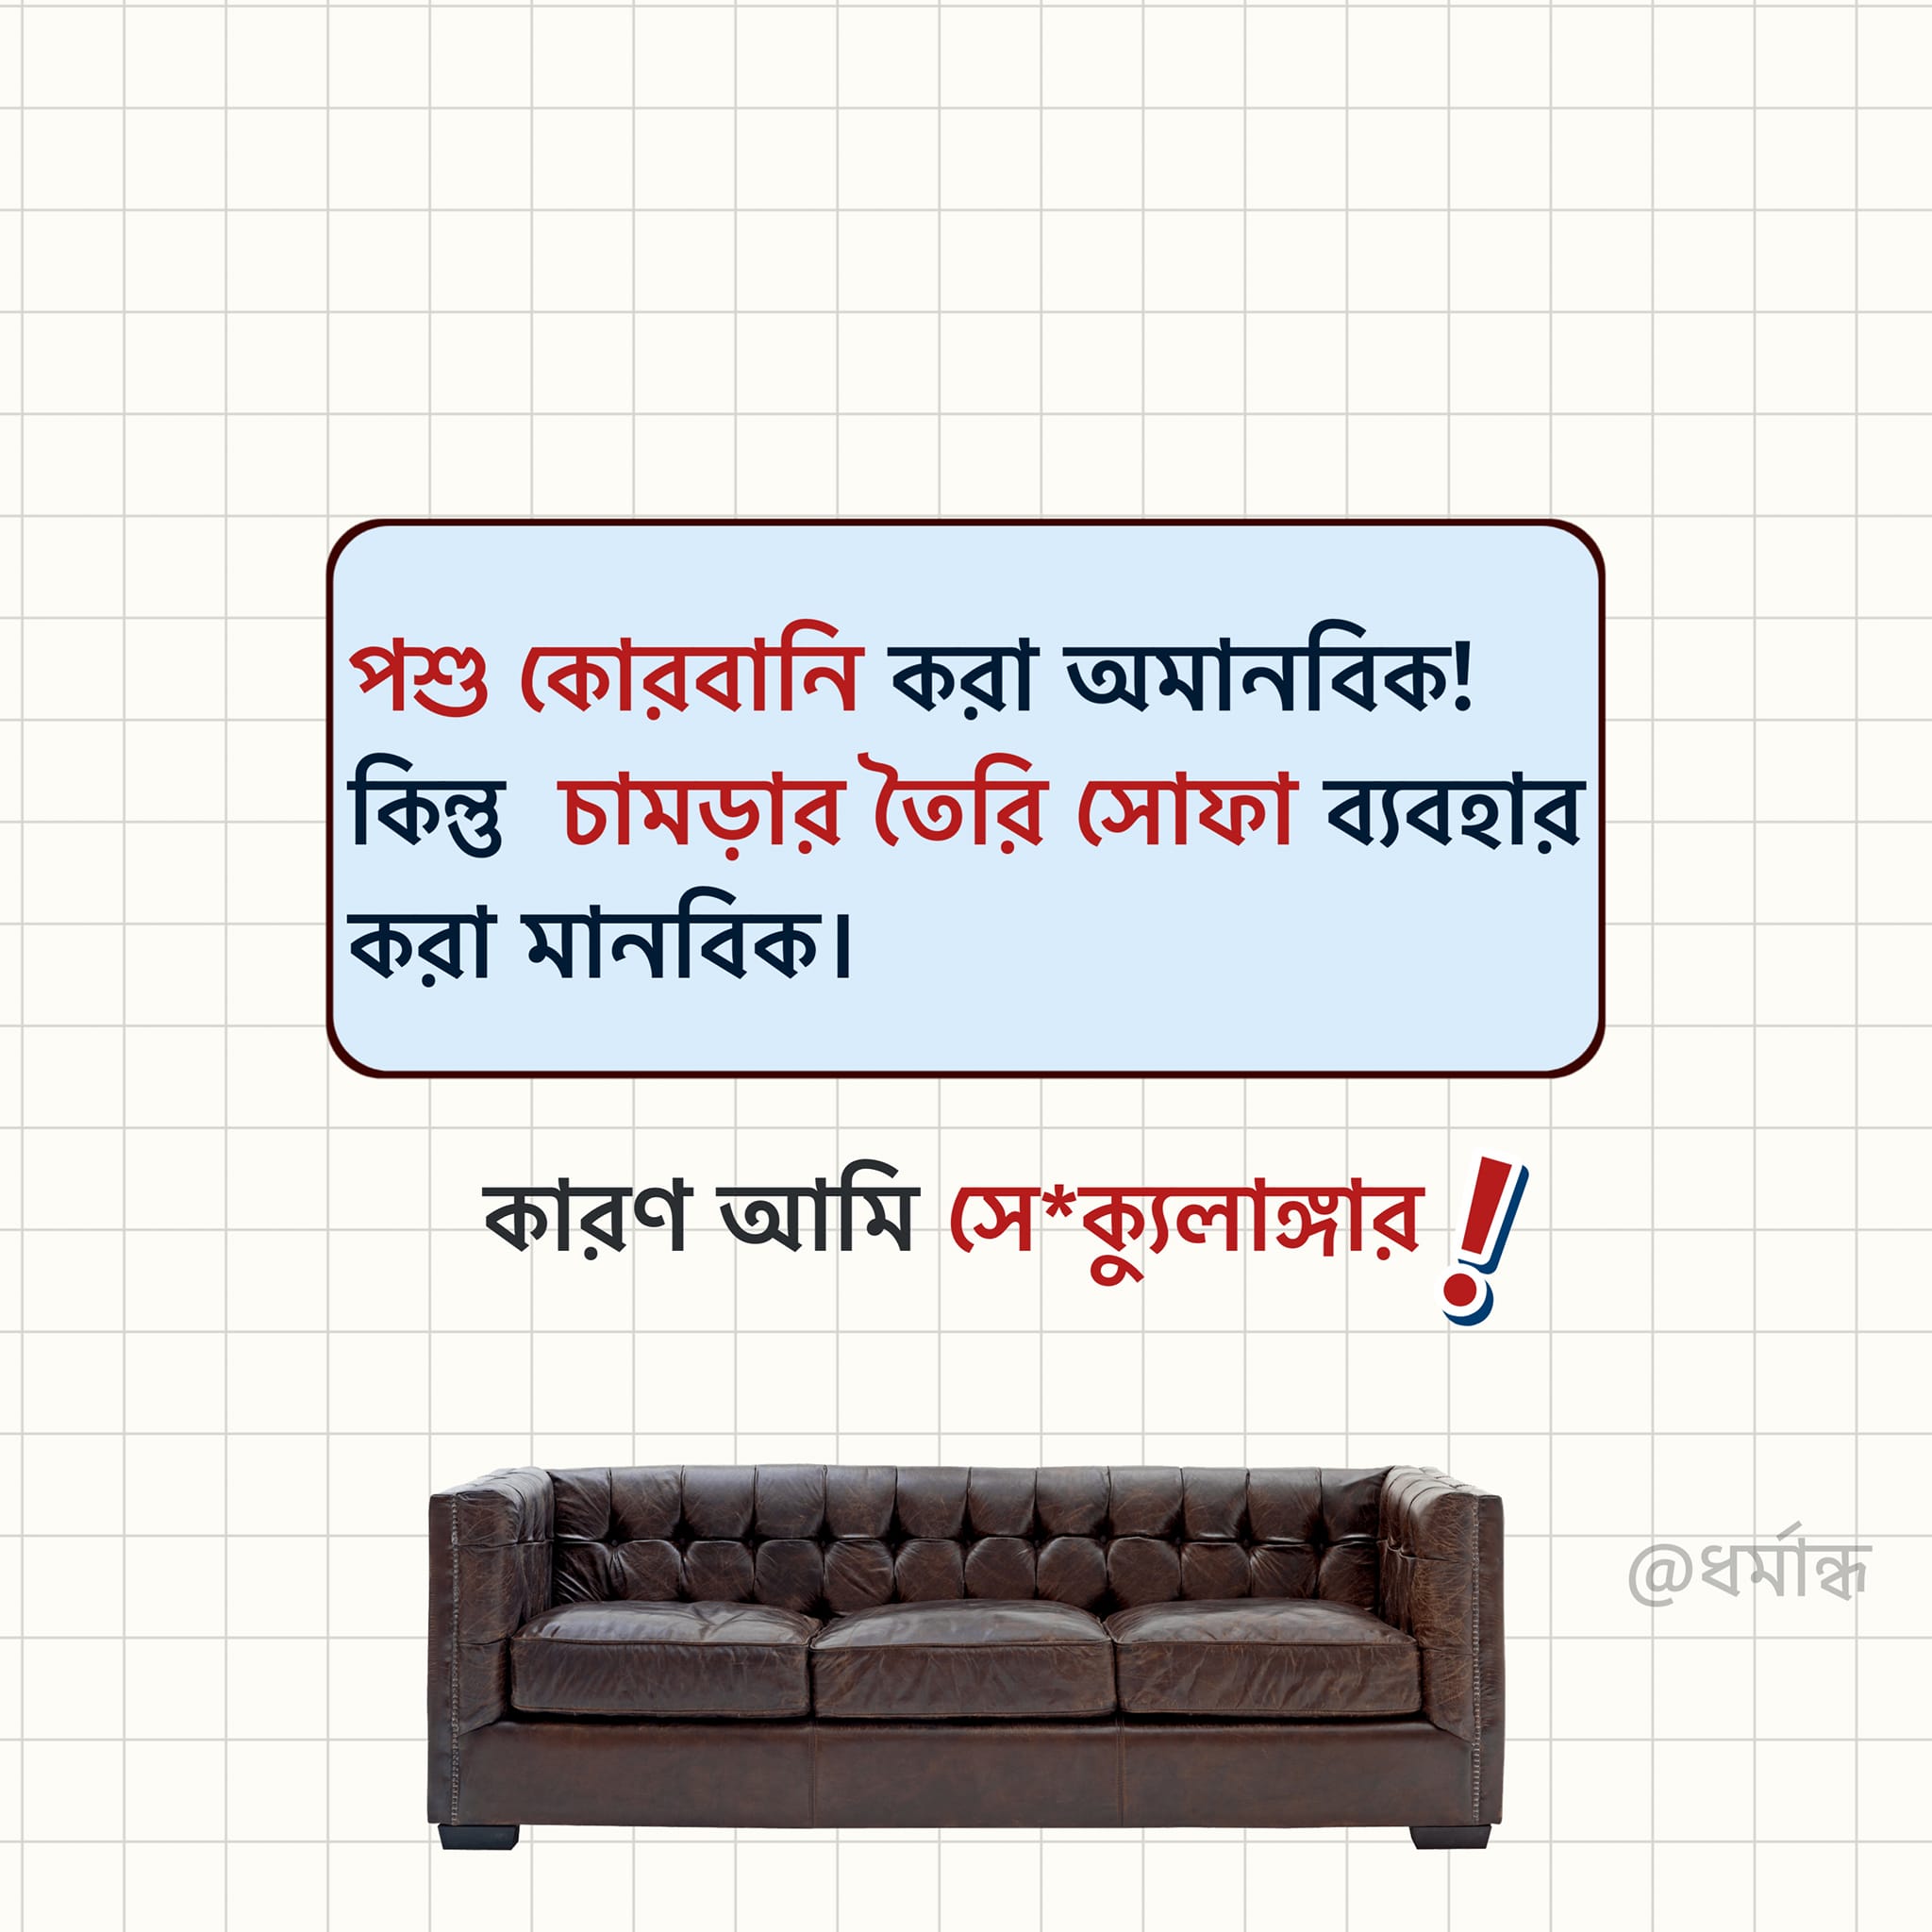 পশু কোরবানি করা অমানবিক!
কিন্তু চামড়ার তৈরি সোফা ব্যবহার
করা মানবিক।
কারণ আমি সে*ক্যুলাঙ্গার!
@ধর্মান্ধ